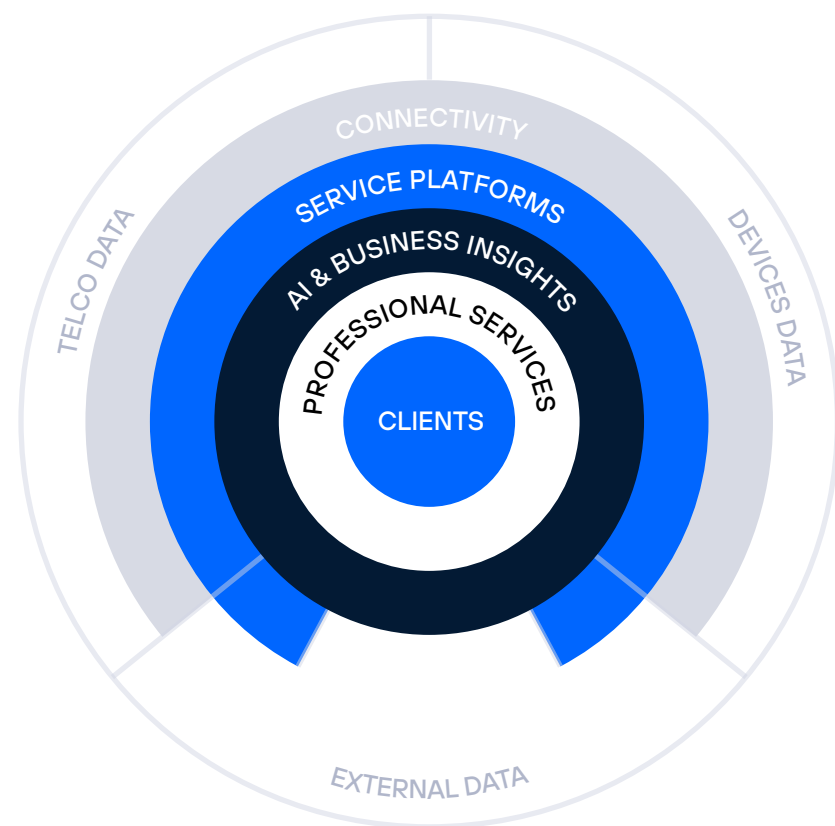 CONNECTIVITY
SERVICE PLATFORMS
AI & BUSINESS INSIGHTS
PROFESSIONAL SERVICES
CLIENTS
TELCO DATA
DEVICES DATA
EXTERNAL DATA